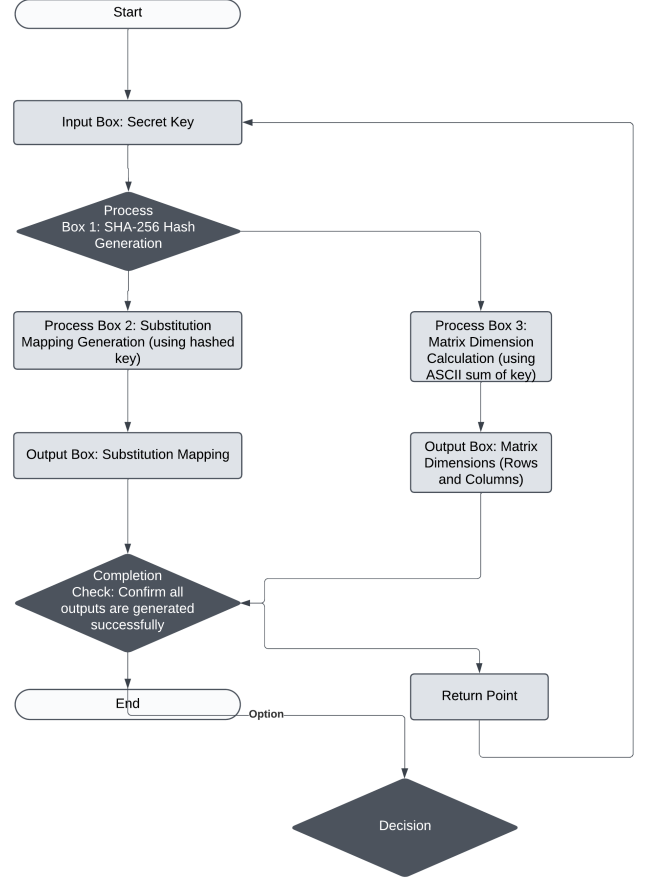 Start
Input Box: Secret Key
Process
Box 1: SHA-256 Hash
Generation
Process Box 2: Substitution
Mapping Generation (using hashed
key)
Process Box 3:
Matrix Dimension
Calculation (using
ASCII sum of key)
Output Box: Substitution Mapping
Output Box: Matrix
Dimensions (Rows
and Columns)
Completion
Check: Confirm all
outputs are generated
successfully
Return Point
End
Option
Decision